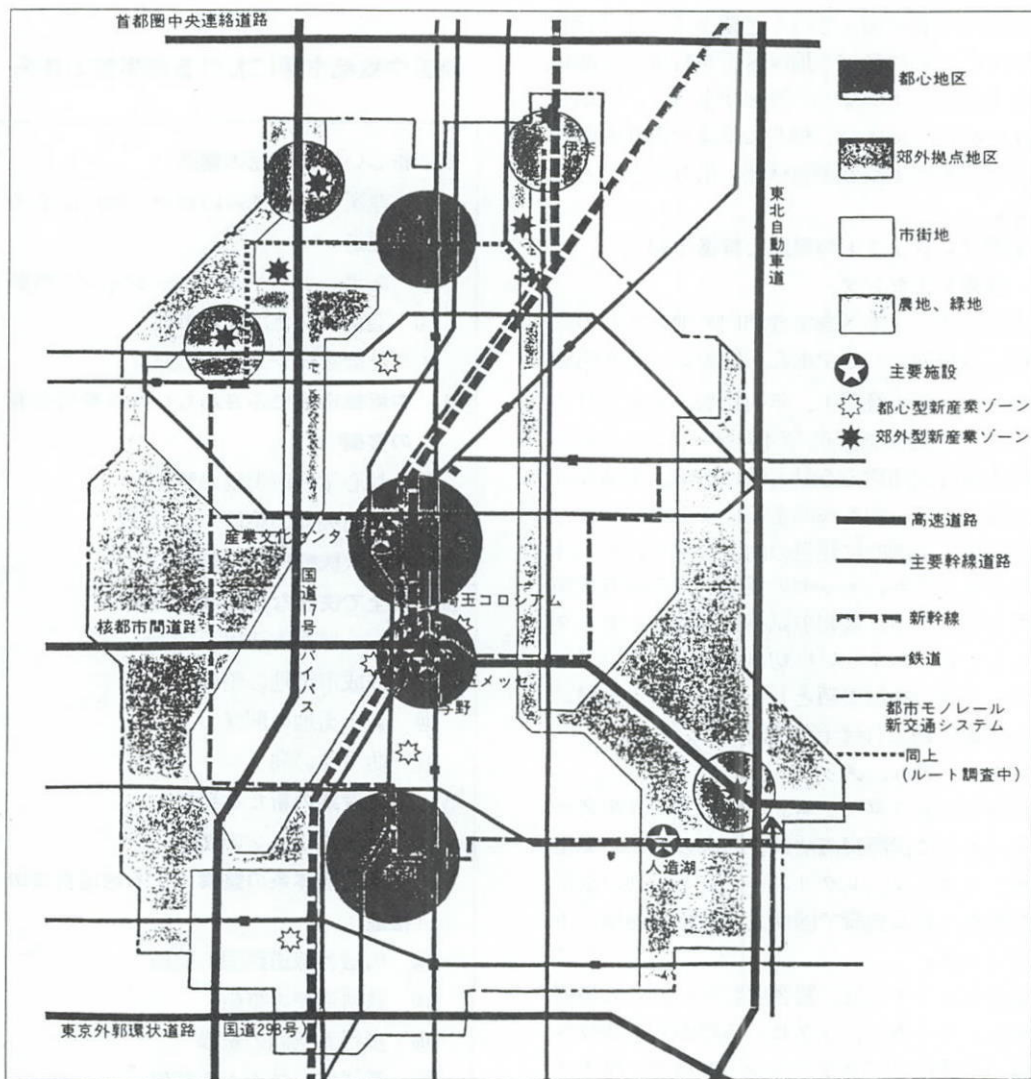 首都圏中央連絡道路
伊奈
東北自動車道
都心地区
郊外拠点地区
市街地
農地、緑地
主要施設
都心型新産業ゾーン
郊外型新産業ゾーン
高速道路
主要幹線道路
新幹線
鉄道
都市モノレール
新交通システム
同上
(ルート調査中)
産業文化センター
国道17号バイパス
玉コロシアム
核都市間道路
玉メッセ
与野
人造湖
東京外郭環状道路(国道298号)